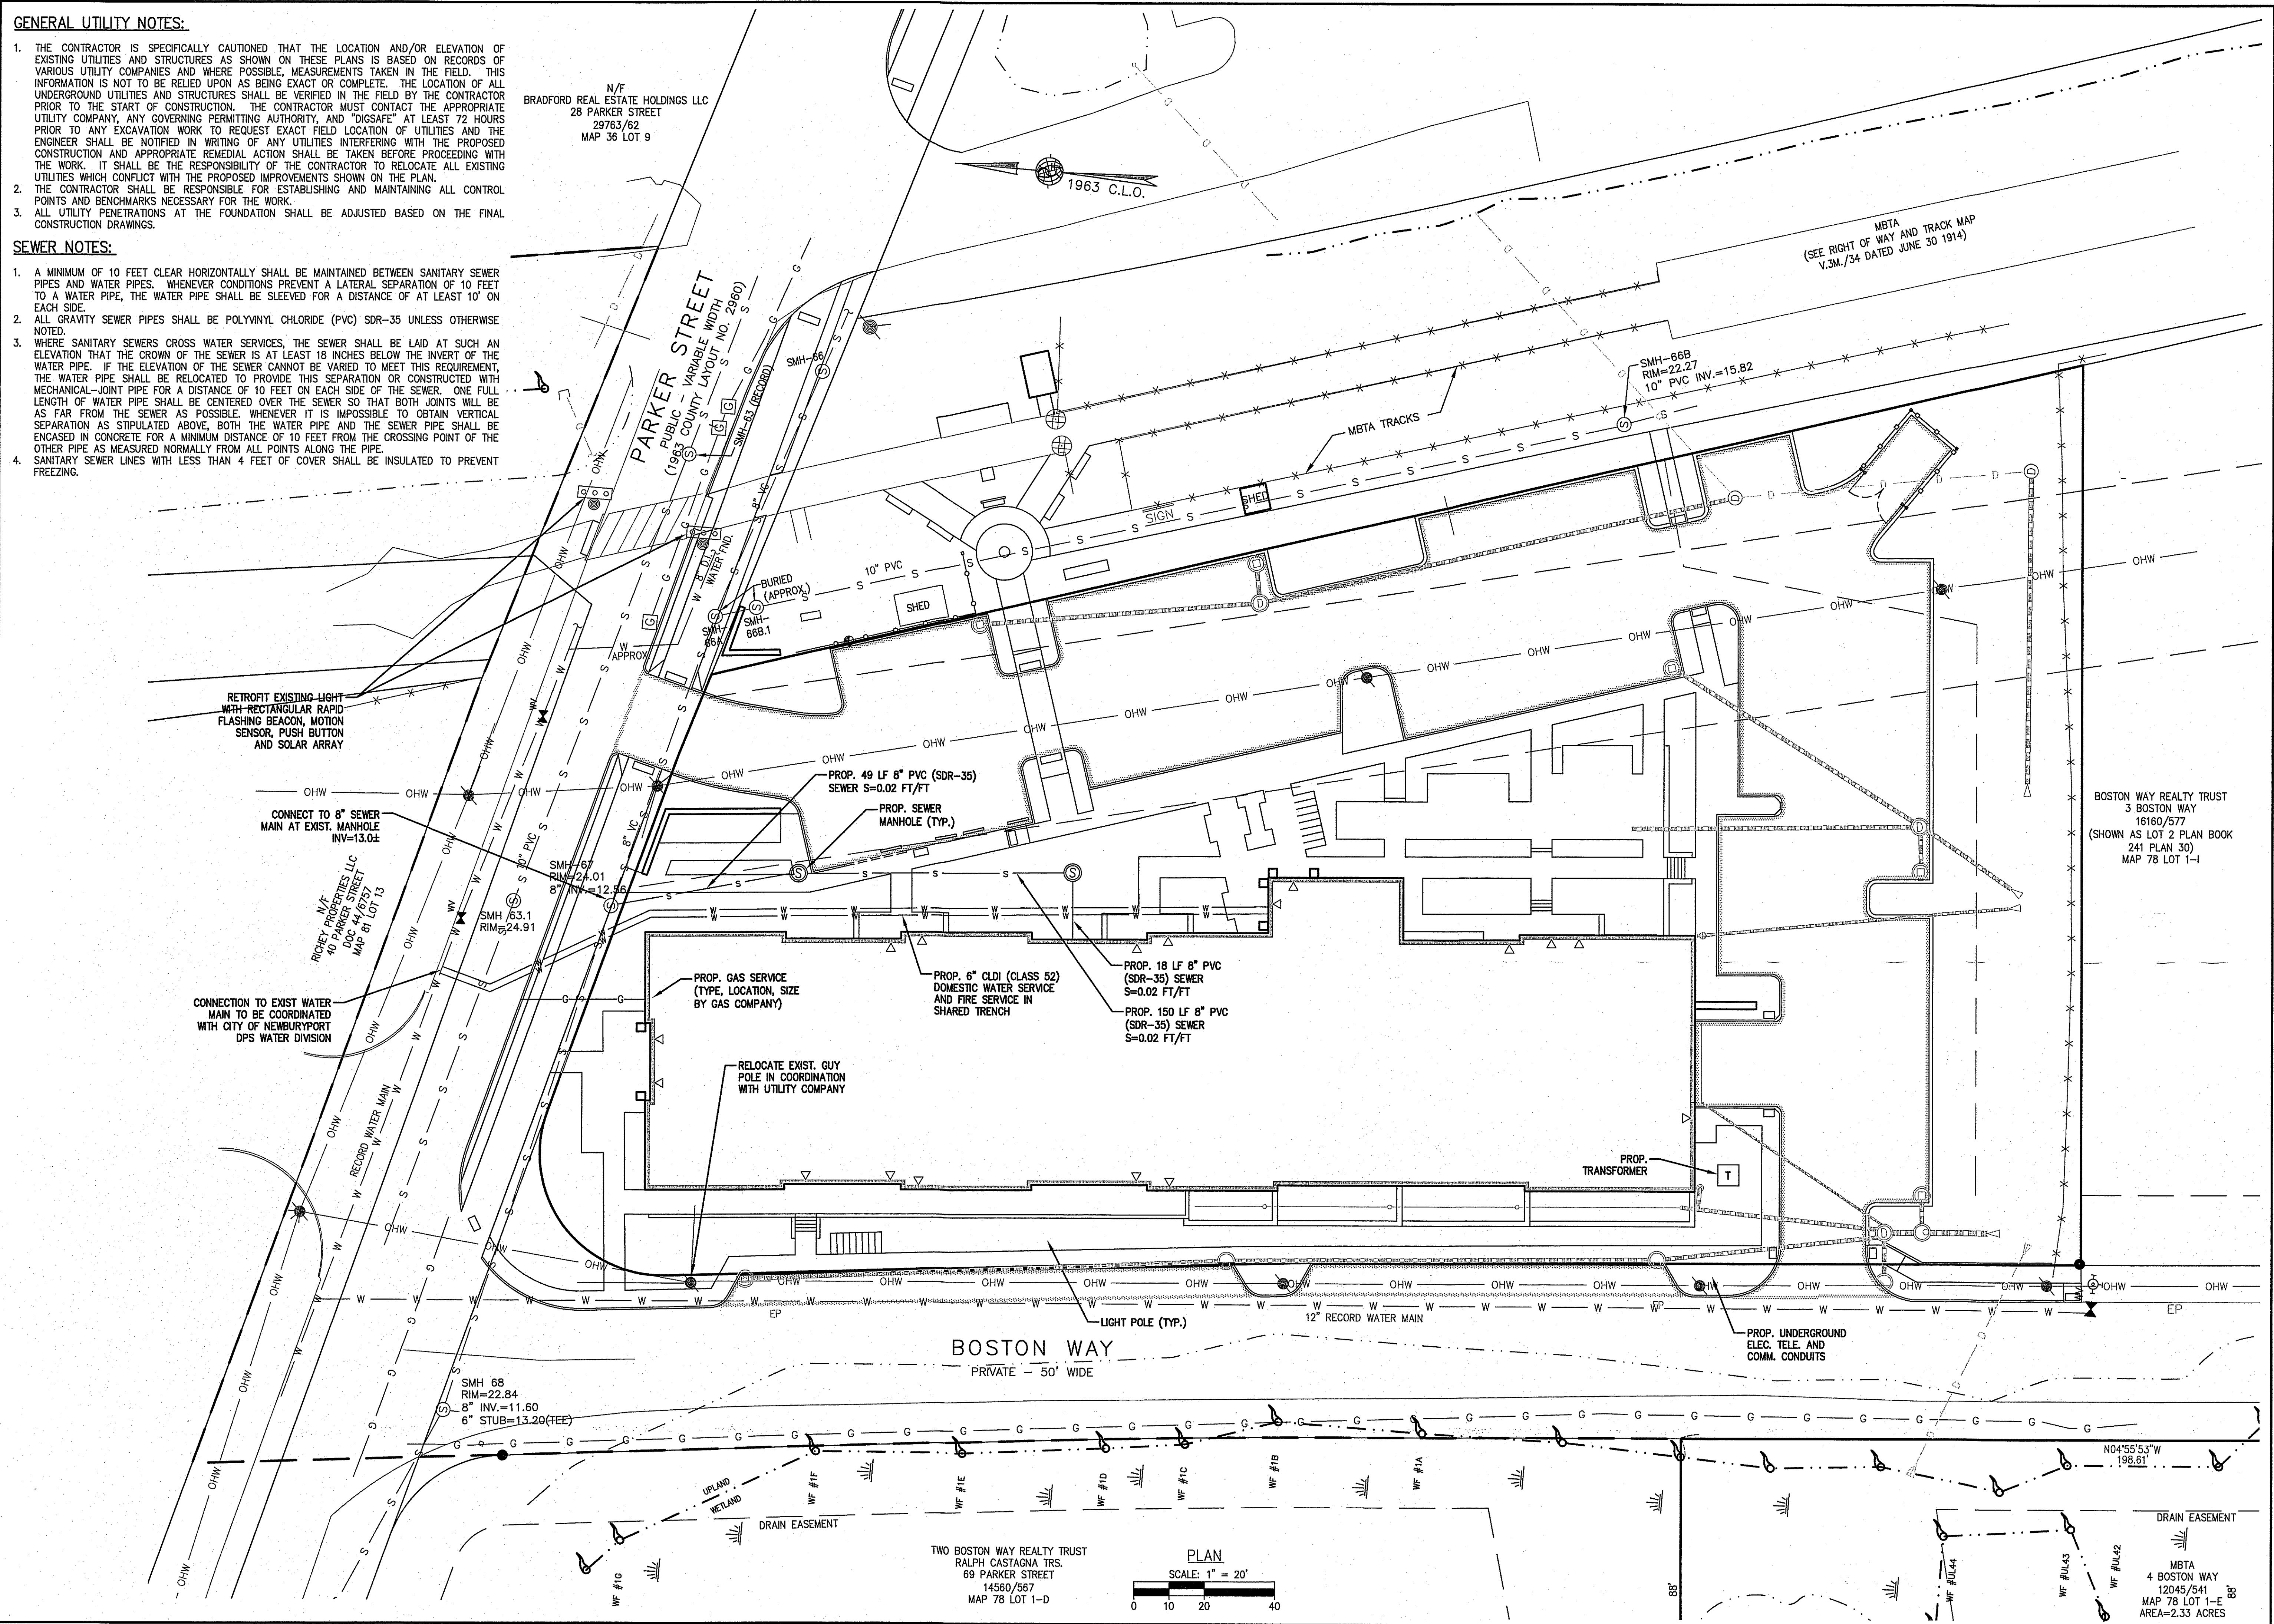 GENERAL UTILITY NOTES:
1. THE CONTRACTOR IS SPECIFICALLY CAUTIONED THAT THE LOCATION AND/OR ELEVATION OF
EXISTING UTILITIES AND STRUCTURES AS SHOWN ON THESE PLANS IS BASED ON RECORDS OF
VARIOUS UTILITY COMPANIES AND WHERE POSSIBLE, MEASUREMENTS TAKEN IN THE FIELD. THIS
INFORMATION IS NOT TO BE RELIED UPON AS BEING EXACT OR COMPLETE. THE LOCATION OF ALL
UNDERGROUND UTILITIES AND STRUCTURES SHALL BE VERIFIED IN THE FIELD BY THE CONTRACTOR
PRIOR TO THE START OF CONSTRUCTION. THE CONTRACTOR MUST CONTACT THE APPROPRIATE
UTILITY COMPANY, ANY GOVERNING PERMITTING AUTHORITY, AND "DIGSAFE" AT LEAST 72 HOURS
PRIOR TO ANY EXCAVATION WORK TO REQUEST EXACT FIELD LOCATION OF UTILITIES AND THE
ENGINEER SHALL BE NOTIFIED IN WRITING OF ANY UTILITIES INTERFERING WITH THE PROPOSED
CONSTRUCTION AND APPROPRIATE REMEDIAL ACTION SHALL BE TAKEN BEFORE PROCEEDING WITH
THE WORK. IT SHALL BE THE RESPONSIBILITY OF THE CONTRACTOR TO RELOCATE ALL EXISTING
UTILITIES WHICH CONFLICT WITH THE PROPOSED IMPROVEMENTS SHOWN ON THE PLAN.
2. THE CONTRACTOR SHALL BE RESPONSIBLE FOR ESTABLISHING AND MAINTAINING ALL CONTROL
POINTS AND BENCHMARKS NECESSARY FOR THE WORK.
3. ALL UTILITY PENETRATIONS AT THE FOUNDATION SHALL BE ADJUSTED BASED ON THE FINAL
CONSTRUCTION DRAWINGS.
SEWER NOTES:
1. A MINIMUM OF 10 FEET CLEAR HORIZONTALLY SHALL BE MAINTAINED BETWEEN SANITARY SEWER
PIPES AND WATER PIPES. WHENEVER CONDITIONS PREVENT A LATERAL SEPARATION OF 10 FEET
TO A WATER PIPE, THE WATER PIPE SHALL BE SLEEVED FOR A DISTANCE OF AT LEAST 10' ON
EACH SIDE.
2. ALL GRAVITY SEWER PIPES SHALL BE POLYVINYL CHLORIDE (PVC) SDR-35 UNLESS OTHERWISE
NOTED.
3. WHERE SANITARY SEWERS CROSS WATER SERVICES, THE SEWER SHALL BE LAID AT SUCH AN
ELEVATION THAT THE CROWN OF THE SEWER IS AT LEAST 18 INCHES BELOW THE INVERT OF THE
WATER PIPE. IF THE ELEVATION OF THE SEWER CANNOT BE VARIED TO MEET THIS REQUIREMENT,
THE WATER PIPE SHALL BE RELOCATED TO PROVIDE THIS SEPARATION OR CONSTRUCTED WITH
MECHANICAL-JOINT PIPE FOR A DISTANCE OF 10 FEET ON EACH SIDE OF THE SEWER. ONE FULL
LENGTH OF WATER PIPE SHALL BE CENTERED OVER THE SEWER SO THAT BOTH JOINTS WILL BE
AS FAR FROM THE SEWER AS POSSIBLE. WHENEVER IT IS IMPOSSIBLE TO OBTAIN VERTICAL
SEPARATION AS STIPULATED ABOVE, BOTH THE WATER PIPE AND THE SEWER PIPE SHALL BE
ENCASED IN CONCRETE FOR A MINIMUM DISTANCE OF 10 FEET FROM THE CROSSING POINT OF THE
OTHER PIPE AS MEASURED NORMALLY FROM ALL POINTS ALONG THE PIPE.
4. SANITARY SEWER LINES WITH LESS THAN 4 FEET OF COVER SHALL BE INSULATED TO PREVENT
FREEZING.
N/F
BRADFORD REAL ESTATE HOLDINGS LLC
28 PARKER STREET
29763/62
MAP 36 LOT 9
1963 C.L.O.
MBTA
(SEE RIGHT OF WAY AND TRACK MAP
V.3M./34 DATED JUNE 30 1914)
PARKER STREET
PUBLIC - VARIABLE WIDTH
(1963 COUNTY LAYOUT NO. 2960)
SMH-63 (RECORD)
SMH-66
SMH-66B
RIM=22.27
10" PVC INV.=15.82
MBTA TRACKS
SHED
SIGN
8" VC
8" D.I.?
WATER FND.
BURIED
(APPROX.)
10" PVC
SHED
SMH-
66A
SMH-
66B.1
W
APPROX
RETROFIT EXISTING LIGHT
WITH RECTANGULAR RAPID
FLASHING BEACON, MOTION
SENSOR, PUSH BUTTON
AND SOLAR ARRAY
CONNECT TO 8" SEWER
MAIN AT EXIST. MANHOLE
INV=13.0±
PROP. 49 LF 8" PVC (SDR-35)
SEWER S=0.02 FT/FT
PROP. SEWER
MANHOLE (TYP.)
8" VC
10" PVC
SMH-67
RIM=24.01
8" INV.=12.56
SMH 63.1
RIM=24.91
N/F
RICHEY PROPERTIES LLC
40 PARKER STREET
DOC 44/6757
MAP 81 LOT 13
CONNECTION TO EXIST WATER
MAIN TO BE COORDINATED
WITH CITY OF NEWBURYPORT
DPS WATER DIVISION
PROP. GAS SERVICE
(TYPE, LOCATION, SIZE
BY GAS COMPANY)
PROP. 6" CLDI (CLASS 52)
DOMESTIC WATER SERVICE
AND FIRE SERVICE IN
SHARED TRENCH
PROP. 18 LF 8" PVC
(SDR-35) SEWER
S=0.02 FT/FT
PROP. 150 LF 8" PVC
(SDR-35) SEWER
S=0.02 FT/FT
BOSTON WAY REALTY TRUST
3 BOSTON WAY
16160/577
(SHOWN AS LOT 2 PLAN BOOK
241 PLAN 30)
MAP 78 LOT 1-I
RELOCATE EXIST. GUY
POLE IN COORDINATION
WITH UTILITY COMPANY
RECORD WATER MAIN
PROP.
TRANSFORMER
T
EP
LIGHT POLE (TYP.)
12" RECORD WATER MAIN
EP
EP
PROP. UNDERGROUND
ELEC. TELE. AND
COMM. CONDUITS
BOSTON WAY
PRIVATE - 50' WIDE
SMH 68
RIM=22.84
8" INV.=11.60
6" STUB=13.20(TEE)
N04°55'53"W
198.61'
UPLAND
WETLAND
WF #1G
WF #1F
WF #1E
WF #1D
WF #1C
WF #1B
WF #1A
DRAIN EASEMENT
DRAIN EASEMENT
WF #UL44
WF #UL43
WF #UL42
88'
88'
TWO BOSTON WAY REALTY TRUST
RALPH CASTAGNA TRS.
69 PARKER STREET
14560/567
MAP 78 LOT 1-D
PLAN
SCALE: 1" = 20'
0 10 20 40
MBTA
4 BOSTON WAY
12045/541
MAP 78 LOT 1-E
AREA=2.33 ACRES